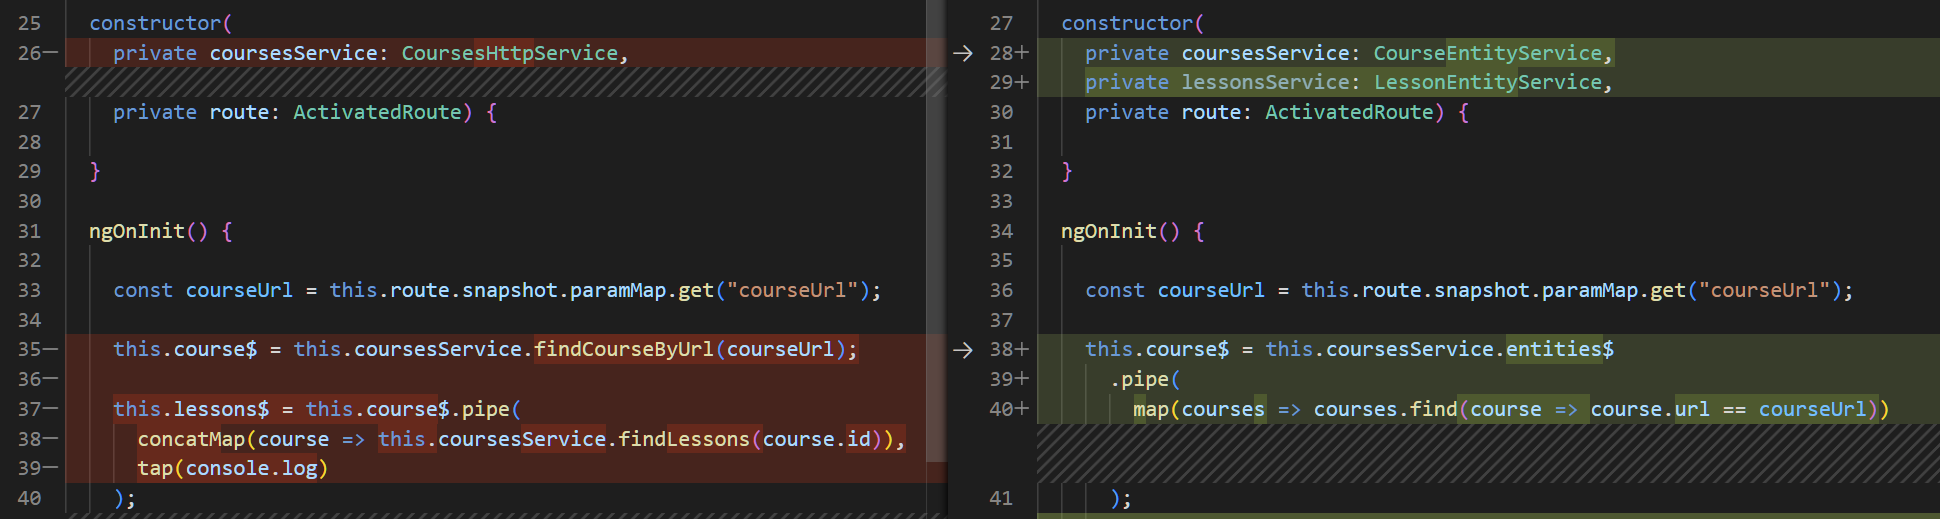 25 constructor(
26— private coursesService: CoursesHttpService,
27 private route: ActivatedRoute) {
28
29 }
30
31 ngOnInit() {
32
33 const courseUrl = this.route.snapshot.paramMap.get("courseUrl");
34
35— this.course$ = this.coursesService.findCourseByUrl(courseUrl);
36—
37— this.lessons$ = this.course$.pipe(
38— concatMap(course => this.coursesService.findLessons(course.id)),
39— tap(console.log)
40 );
27 constructor(
→ 28+ private coursesService: CourseEntityService,
29+ private lessonsService: LessonEntityService,
30 private route: ActivatedRoute) {
31
32 }
33
34 ngOnInit() {
35
36 const courseUrl = this.route.snapshot.paramMap.get("courseUrl");
37
→ 38+ this.course$ = this.coursesService.entities$
39+ .pipe(
40+ map(courses => courses.find(course => course.url == courseUrl))
41 );